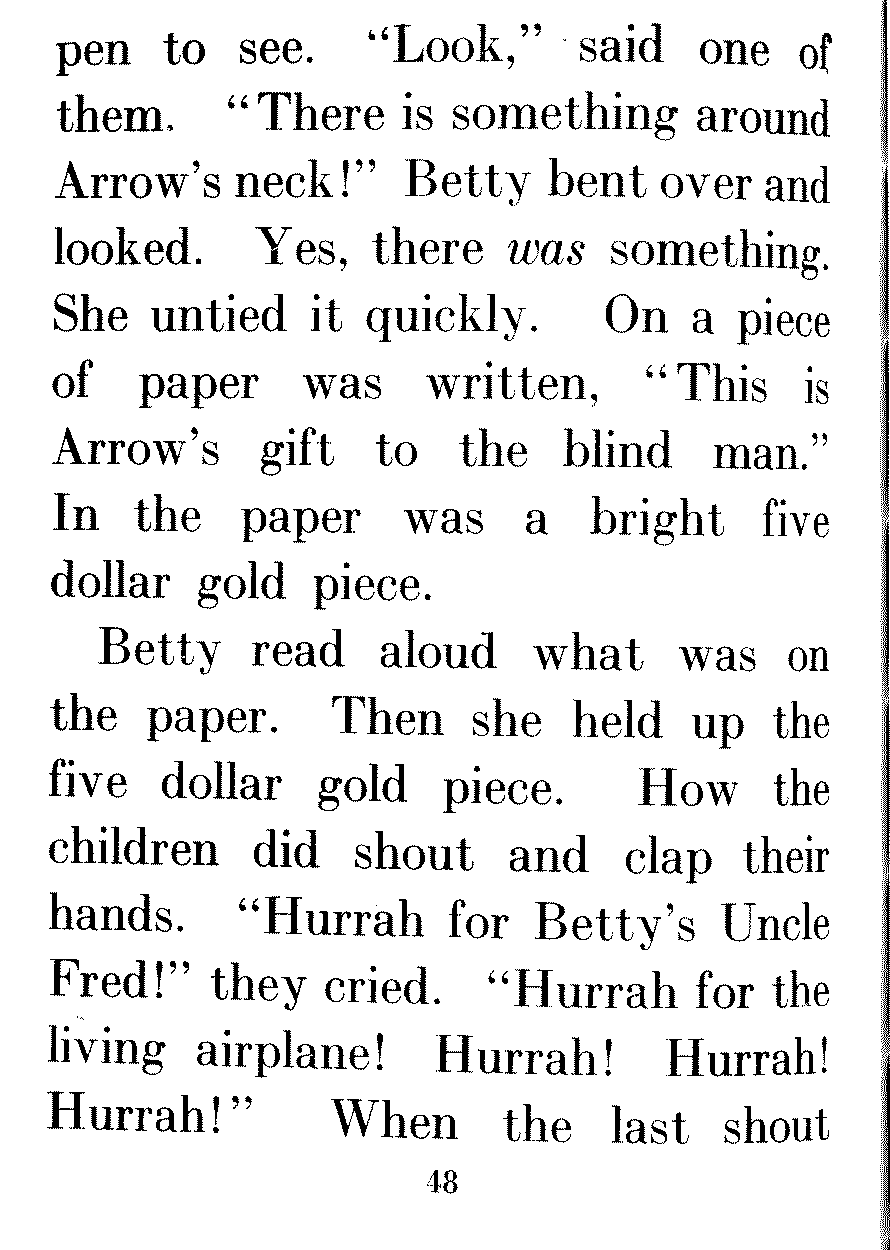 pen to see. “Look,” said one of
them. “There is something around
Arrow’s neck!” Betty bent over and
looked. Yes, there was something.
She untied it quickly. On a piece
of paper was written, “This is
Arrow’s gift to the blind man.”
In the paper was a bright five
dollar gold piece.
Betty read aloud what was on
the paper. Then she held up the
five dollar gold piece. How the
children did shout and clap their
hands. “Hurrah for Betty’s Uncle
Fred!” they cried. “Hurrah for the
living airplane! Hurrah! Hurrah!
Hurrah!” When the last shout
48